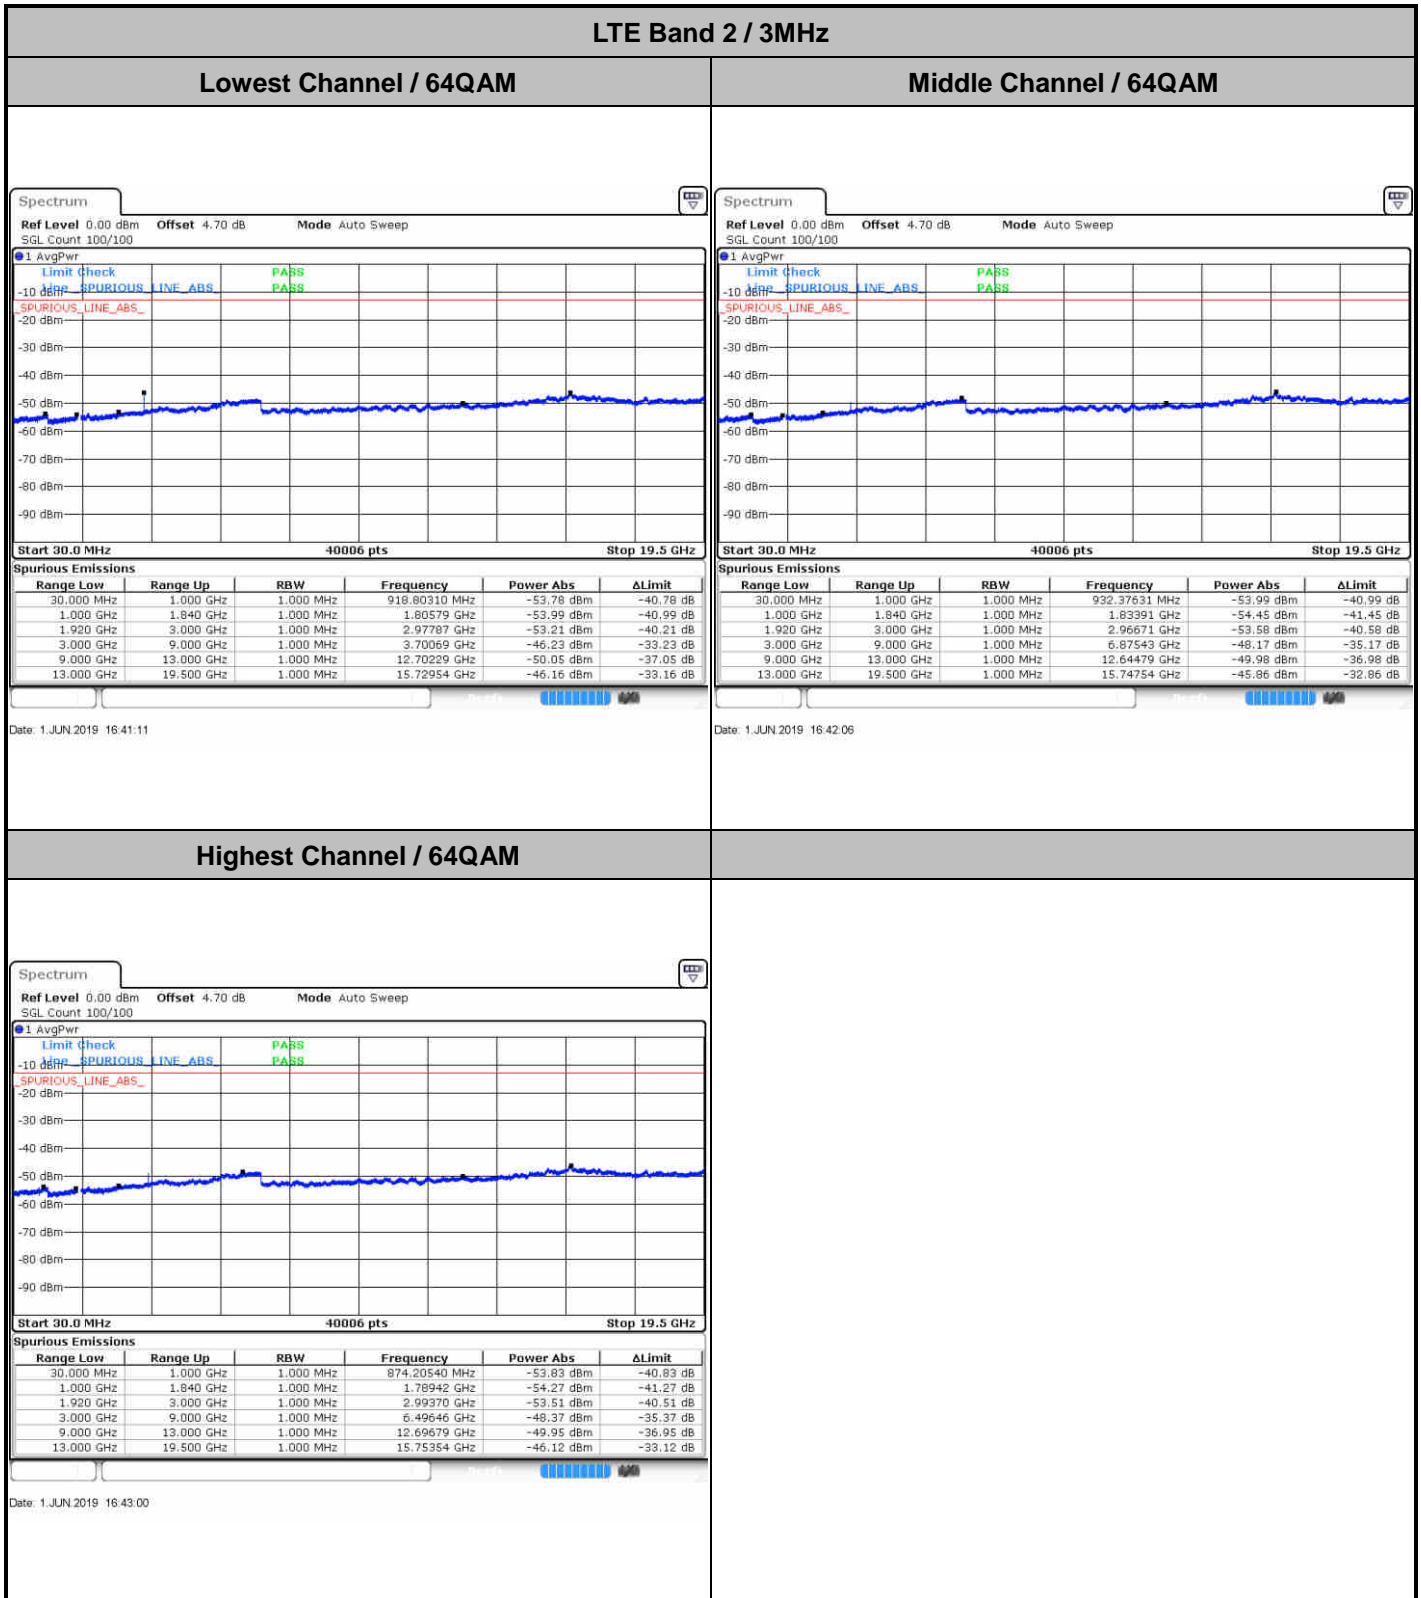 LTE Band 2 / 3MHz
Lowest Channel / 64QAM
Middle Channel / 64QAM
Spectrum
Ref Level 0.00 dBm Offset 4.70 dB Mode Auto Sweep
SGL Count 100/100
1 AvgPwr
Limit Check PASS
Line _SPURIOUS_LINE_ABS_ PASS
-10 dBm
_SPURIOUS_LINE_ABS_
-20 dBm
-30 dBm
-40 dBm
-50 dBm
-60 dBm
-70 dBm
-80 dBm
-90 dBm
Start 30.0 MHz 40006 pts Stop 19.5 GHz
Spurious Emissions
Range Low Range Up RBW Frequency Power Abs ΔLimit
30.000 MHz 1.000 GHz 1.000 MHz 918.80310 MHz -53.78 dBm -40.78 dB
1.000 GHz 1.840 GHz 1.000 MHz 1.80579 GHz -53.99 dBm -40.99 dB
1.920 GHz 3.000 GHz 1.000 MHz 2.97787 GHz -53.21 dBm -40.21 dB
3.000 GHz 9.000 GHz 1.000 MHz 3.70069 GHz -46.23 dBm -33.23 dB
9.000 GHz 13.000 GHz 1.000 MHz 12.70229 GHz -50.05 dBm -37.05 dB
13.000 GHz 19.500 GHz 1.000 MHz 15.72954 GHz -46.16 dBm -33.16 dB
Date: 1.JUN.2019 16:41:11
Spectrum
Ref Level 0.00 dBm Offset 4.70 dB Mode Auto Sweep
SGL Count 100/100
1 AvgPwr
Limit Check PASS
Line _SPURIOUS_LINE_ABS_ PASS
-10 dBm
_SPURIOUS_LINE_ABS_
-20 dBm
-30 dBm
-40 dBm
-50 dBm
-60 dBm
-70 dBm
-80 dBm
-90 dBm
Start 30.0 MHz 40006 pts Stop 19.5 GHz
Spurious Emissions
Range Low Range Up RBW Frequency Power Abs ΔLimit
30.000 MHz 1.000 GHz 1.000 MHz 932.37631 MHz -53.99 dBm -40.99 dB
1.000 GHz 1.840 GHz 1.000 MHz 1.83391 GHz -54.45 dBm -41.45 dB
1.920 GHz 3.000 GHz 1.000 MHz 2.96671 GHz -53.58 dBm -40.58 dB
3.000 GHz 9.000 GHz 1.000 MHz 6.87543 GHz -48.17 dBm -35.17 dB
9.000 GHz 13.000 GHz 1.000 MHz 12.64479 GHz -49.98 dBm -36.98 dB
13.000 GHz 19.500 GHz 1.000 MHz 15.74754 GHz -45.86 dBm -32.86 dB
Date: 1.JUN.2019 16:42:06
Highest Channel / 64QAM
Spectrum
Ref Level 0.00 dBm Offset 4.70 dB Mode Auto Sweep
SGL Count 100/100
1 AvgPwr
Limit Check PASS
Line _SPURIOUS_LINE_ABS_ PASS
-10 dBm
_SPURIOUS_LINE_ABS_
-20 dBm
-30 dBm
-40 dBm
-50 dBm
-60 dBm
-70 dBm
-80 dBm
-90 dBm
Start 30.0 MHz 40006 pts Stop 19.5 GHz
Spurious Emissions
Range Low Range Up RBW Frequency Power Abs ΔLimit
30.000 MHz 1.000 GHz 1.000 MHz 874.20540 MHz -53.83 dBm -40.83 dB
1.000 GHz 1.840 GHz 1.000 MHz 1.78942 GHz -54.27 dBm -41.27 dB
1.920 GHz 3.000 GHz 1.000 MHz 2.99370 GHz -53.51 dBm -40.51 dB
3.000 GHz 9.000 GHz 1.000 MHz 6.49646 GHz -48.37 dBm -35.37 dB
9.000 GHz 13.000 GHz 1.000 MHz 12.69679 GHz -49.95 dBm -36.95 dB
13.000 GHz 19.500 GHz 1.000 MHz 15.75354 GHz -46.12 dBm -33.12 dB
Date: 1.JUN.2019 16:43:00